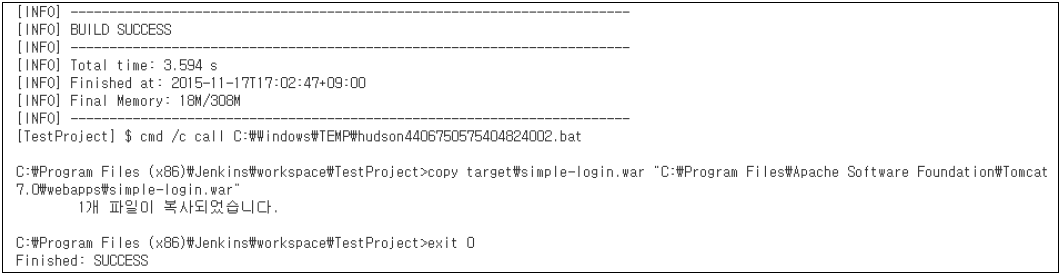 [INFO] ------------------------------------------------------------------------
[INFO] BUILD SUCCESS
[INFO] ------------------------------------------------------------------------
[INFO] Total time: 3.594 s
[INFO] Finished at: 2015-11-17T17:02:47+09:00
[INFO] Final Memory: 18M/308M
[INFO] ------------------------------------------------------------------------
[TestProject] $ cmd /c call C:₩Windows₩TEMP₩hudson4406750575404824002.bat
C:₩Program Files (x86)₩Jenkins₩workspace₩TestProject>copy target₩simple-login.war "C:₩Program Files₩Apache Software Foundation₩Tomcat
7.0₩webapps₩simple-login.war"
1개 파일이 복사되었습니다.
C:₩Program Files (x86)₩Jenkins₩workspace₩TestProject>exit 0
Finished: SUCCESS